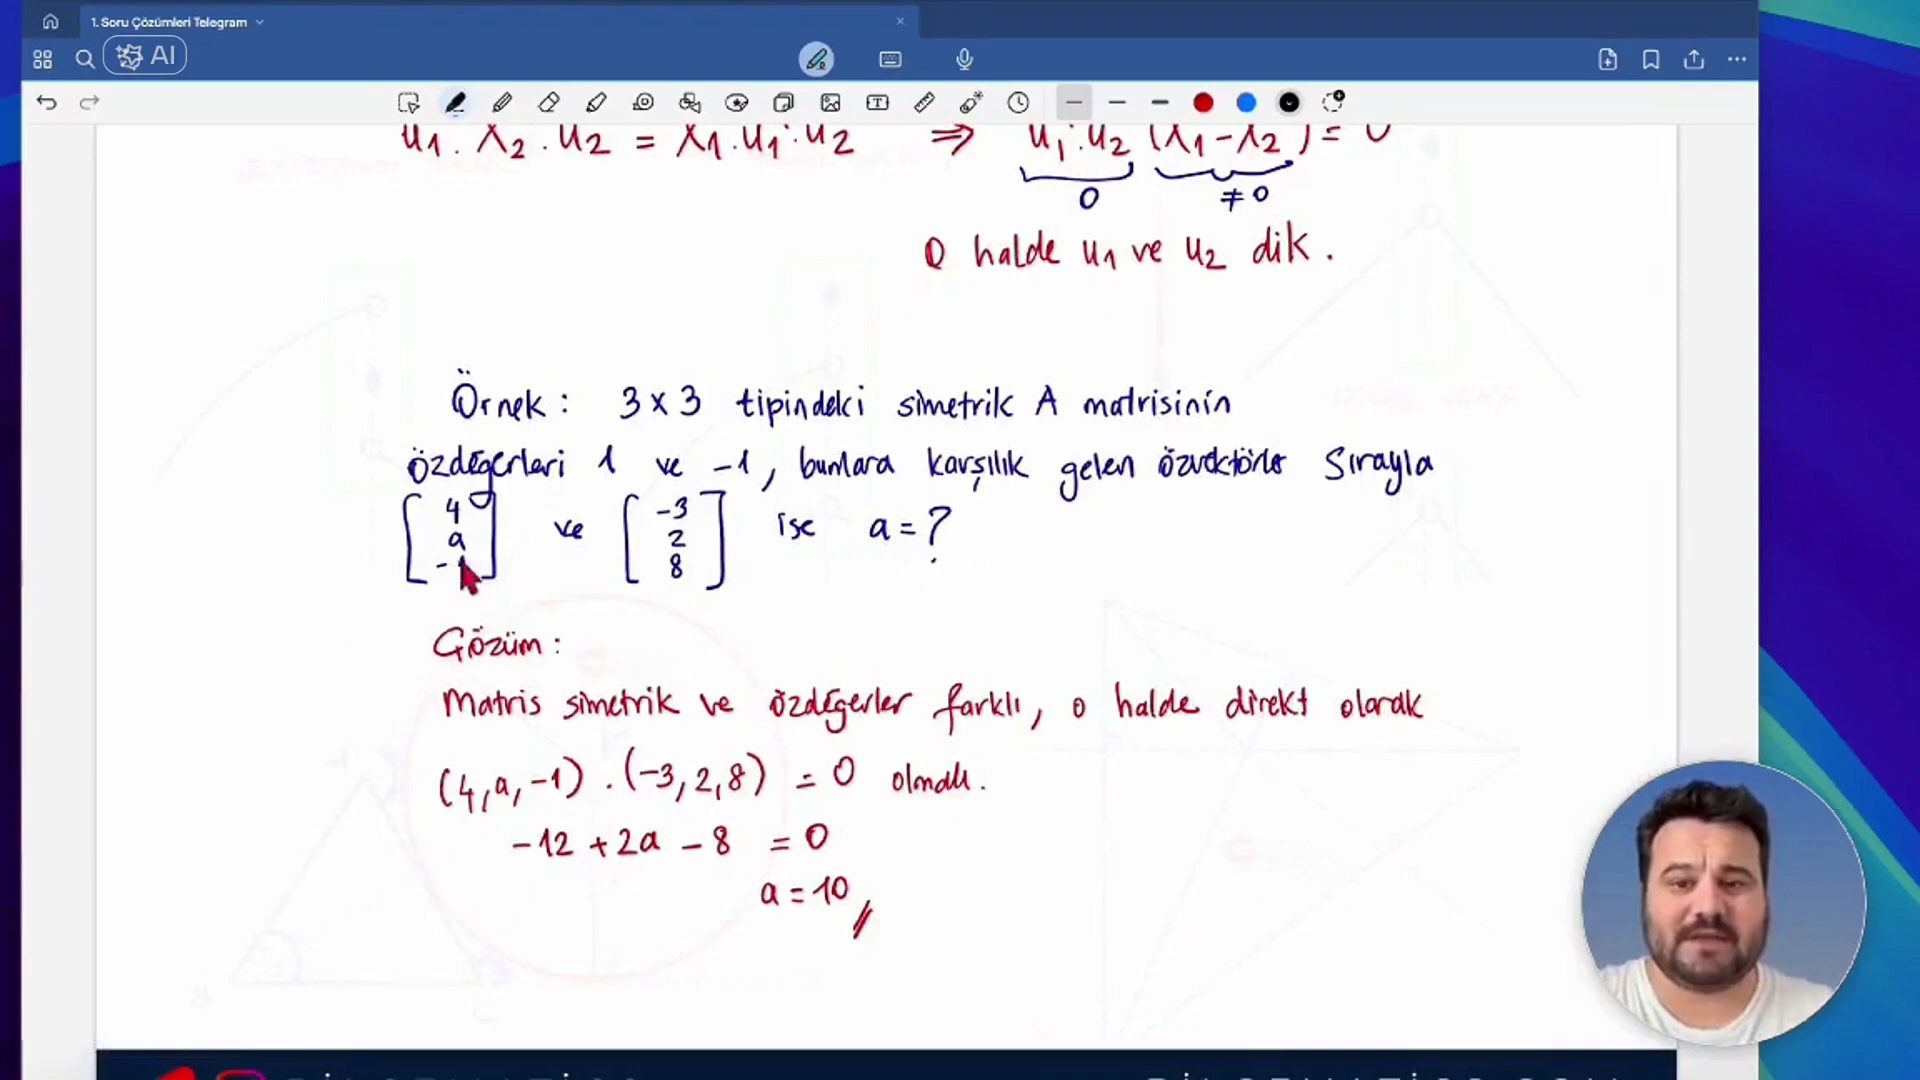 1. Soru Çözümleri Telegram
AI
u1 . λ2 . u2 = λ1 . u1 . u2 ⇒ u1 . u2 (λ1 - λ2) = 0
0 ≠ 0
O halde u1 ve u2 dik .
Örnek : 3 x 3 tipindeki simetrik A matrisinin
özdeğerleri 1 ve -1 , bunlara karşılık gelen özvektörler sırayla
[ 4 a -1 ] ve [ -3 2 8 ] ise a = ?
Çözüm :
Matris simetrik ve özdeğerler farklı , o halde direkt olarak
(4, a, -1) . (-3, 2, 8) = 0 olmalı .
-12 + 2a - 8 = 0
a = 10 //